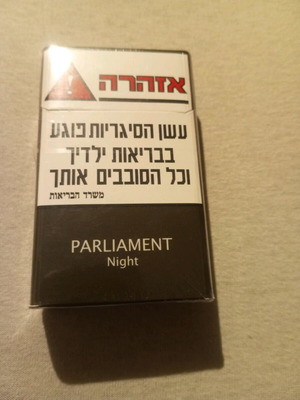 אזהרה
עשן הסיגריות פוגע
בבריאות ילדיך
וכל הסובבים אותך
משרד הבריאות
PARLIAMENT
Night